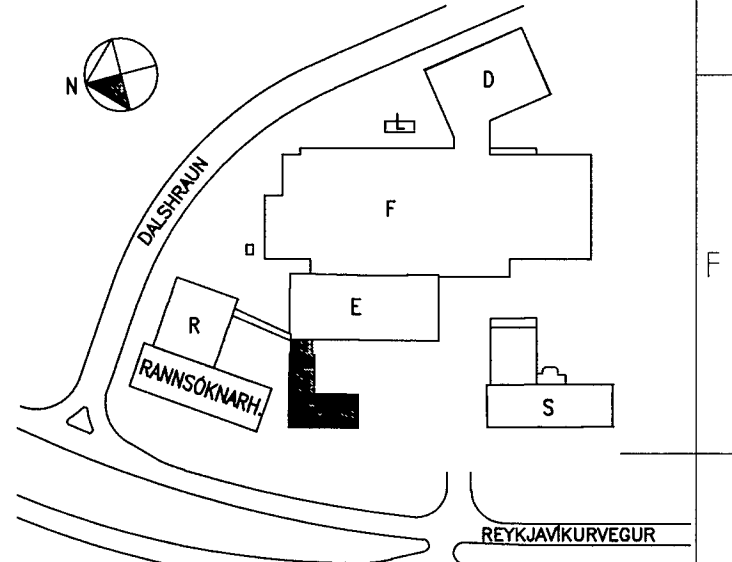 D
N
L
DALSHRAUN
F
F
E
R
RANNSÓKNARH.
S
REYKJAVÍKURVEGUR